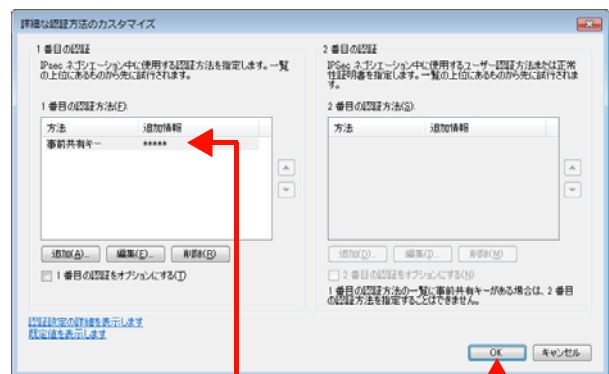 詳細な認証方法のカスタマイズ
1 番目の認証
IPsec ネゴシエーション中に使用する認証方法を指定します。一覧
の上位にあるものから先に試行されます。
1 番目の認証方法(F):
方法 追加情報
事前共有キー *****
追加(A)... 編集(E)... 削除(R)
1 番目の認証をオプションにする(T)
2 番目の認証
IPSec ネゴシエーション中に使用するユーザー認証方法または正常
性証明書を指定します。一覧の上位にあるものから先に試行されま
す。
2 番目の認証方法(S):
方法 追加情報
追加(D)... 編集(I)... 削除(M)
2 番目の認証をオプションにする(N)
1 番目の認証方法の一覧に事前共有キーがある場合は、2 番目
の認証方法を指定することはできません。
認証設定の詳細を表示します
既定値を表示します
OK キャンセル